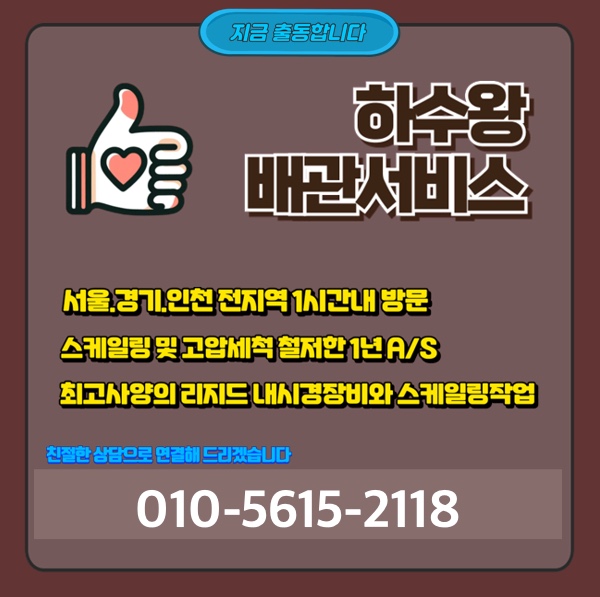 지금 출동합니다
하수왕
배관서비스
서울.경기.인천 전지역 1시간내 방문
스케일링 및 고압세척 철저한 1년 A/S
최고사양의 리지드 내시경장비와 스케일링작업
친절한 상담으로 연결해 드리겠습니다
010-5615-2118